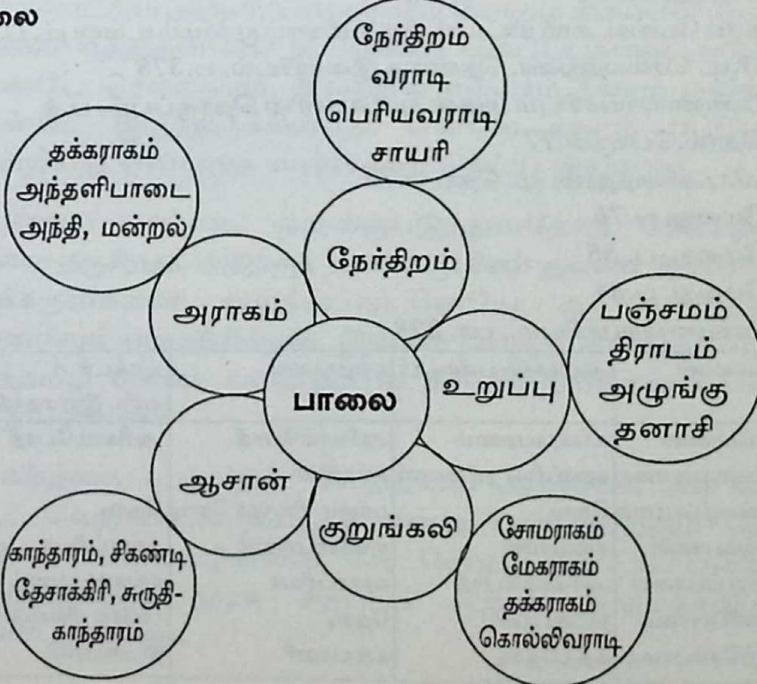 லை
நேர்திறம்
வராடி
பெரியவராடி
சாயரி
தக்கராகம்
அந்தளிபாடை
அந்தி, மன்றல்
நேர்திறம்
அராகம்
பஞ்சமம்
திராடம்
அழுங்கு
தனாசி
உறுப்பு
பாலை
ஆசான்
குறுங்கலி
காந்தாரம், சிகண்டி
தேசாக்கிரி, சுருதி-
காந்தாரம்
சோமராகம்
மேகராகம்
தக்கராகம்
கொல்லிவராடி